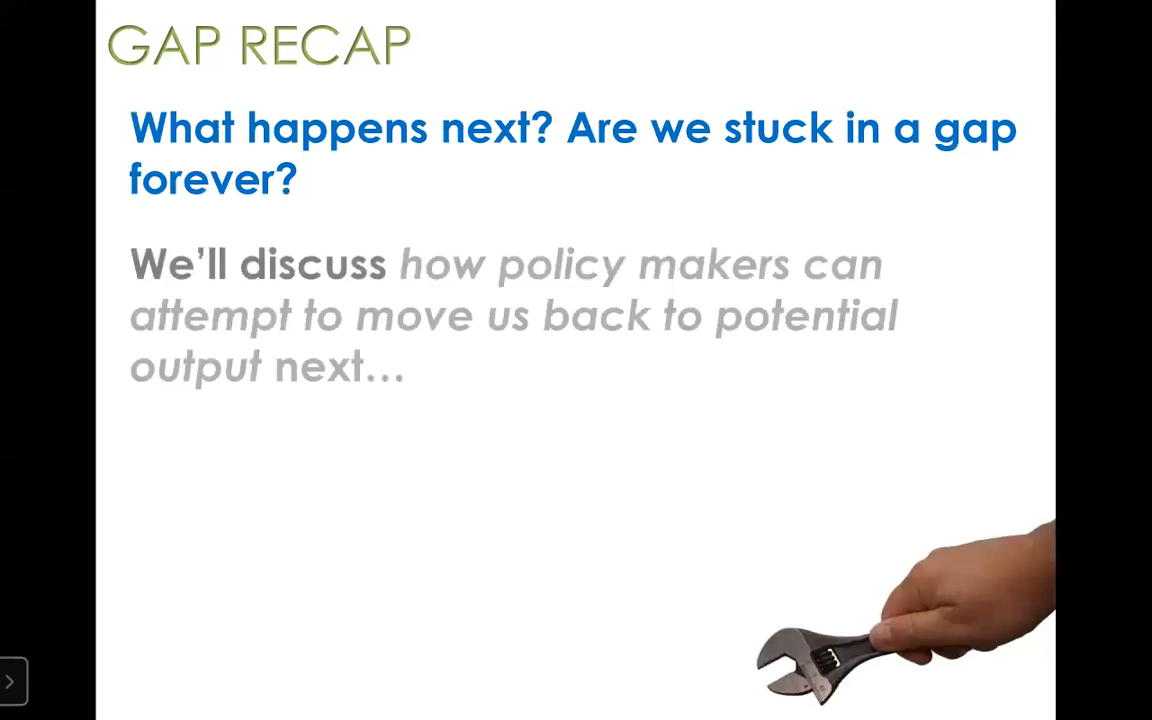 GAP RECAP
What happens next? Are we stuck in a gap
forever?
We’ll discuss how policy makers can
attempt to move us back to potential
output next…